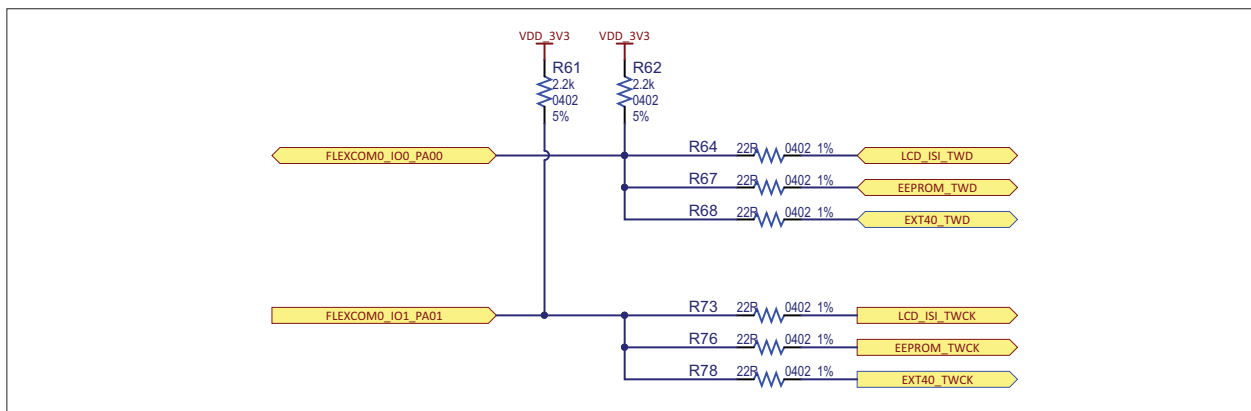 VDD_3V3 VDD_3V3
R61 R62
2.2k 2.2k
0402 0402
5% 5%
FLEXCOM0_IO0_PA00 R64 22R 0402 1% LCD_ISI_TWD
R67 22R 0402 1% EEPROM_TWD
R68 22R 0402 1% EXT40_TWD
FLEXCOM0_IO1_PA01 R73 22R 0402 1% LCD_ISI_TWCK
R76 22R 0402 1% EEPROM_TWCK
R78 22R 0402 1% EXT40_TWCK